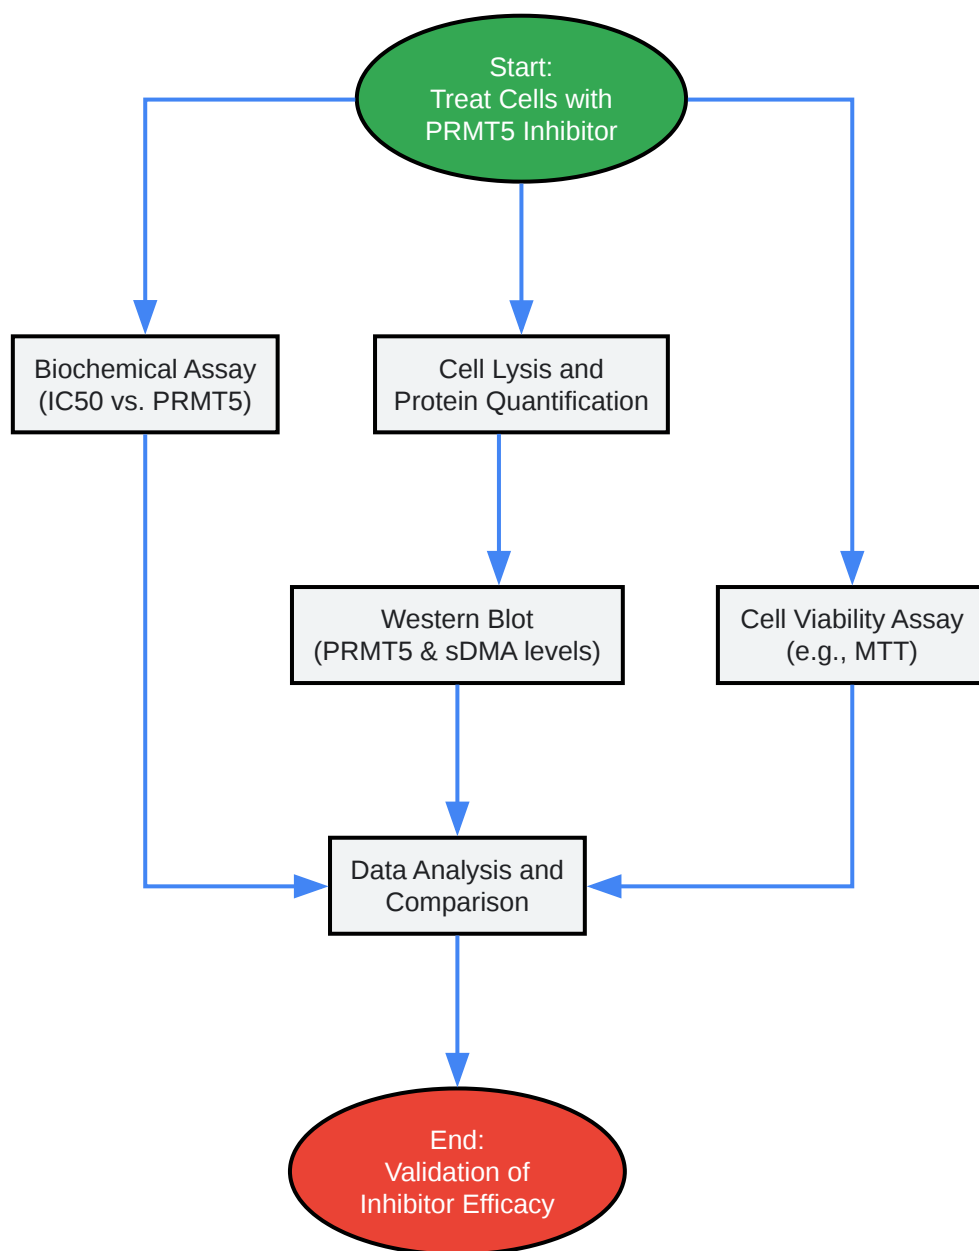 Start:
Treat Cells with
PRMT5 Inhibitor
Biochemical Assay
(IC50 vs. PRMT5)
Cell Lysis and
Protein Quantification
Western Blot
(PRMT5 & sDMA levels)
Cell Viability Assay
(e.g., MTT)
Data Analysis and
Comparison
End:
Validation of
Inhibitor Efficacy